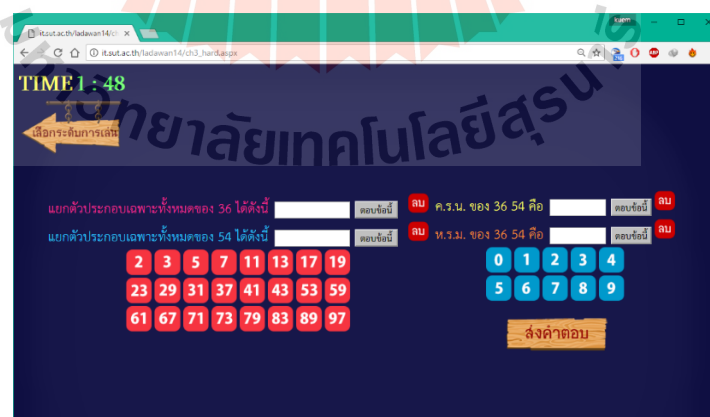 kuem
it.sut.ac.th/ladawan14/ch
it.sut.ac.th/ladawan14/ch3_hard.aspx
TIME 1 : 48
เลือกระดับการเล่น
มหาวิทยาลัยเทคโนโลยีสุรนารี
แยกตัวประกอบเฉพาะทั้งหมดของ 36 ได้ดังนี้ ตอบข้อนี้ ลบ ค.ร.น. ของ 36 54 คือ ตอบข้อนี้ ลบ
แยกตัวประกอบเฉพาะทั้งหมดของ 54 ได้ดังนี้ ตอบข้อนี้ ลบ ห.ร.ม. ของ 36 54 คือ ตอบข้อนี้ ลบ
2 3 5 7 11 13 17 19 0 1 2 3 4
23 29 31 37 41 43 53 59 5 6 7 8 9
61 67 71 73 79 83 89 97
ส่งคำตอบ